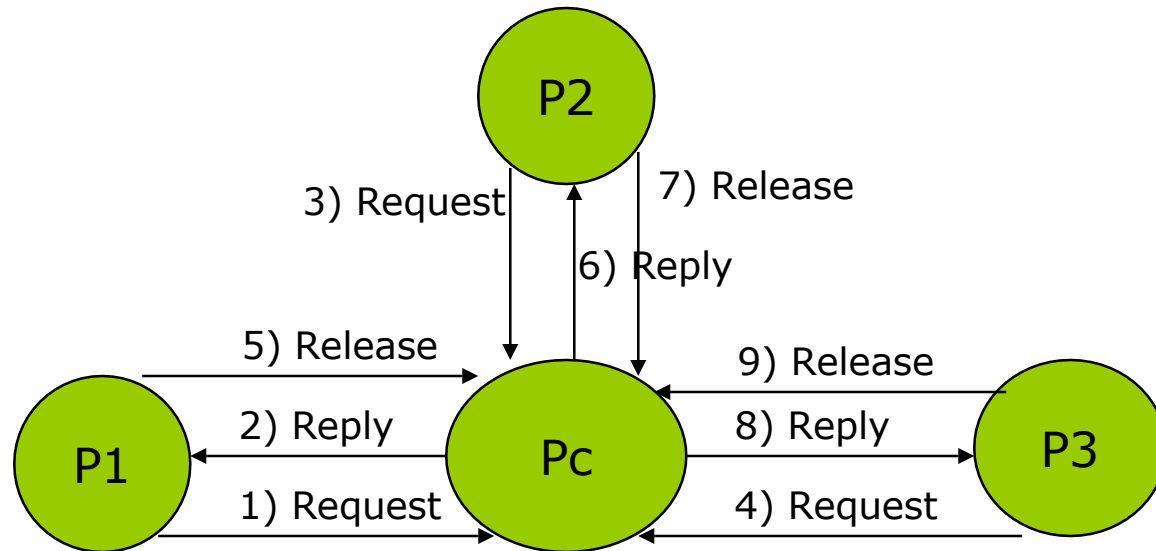 P2
3) Request
7) Release
6) Reply
5) Release
9) Release
2) Reply
8) Reply
P1
Pc
P3
1) Request
4) Request